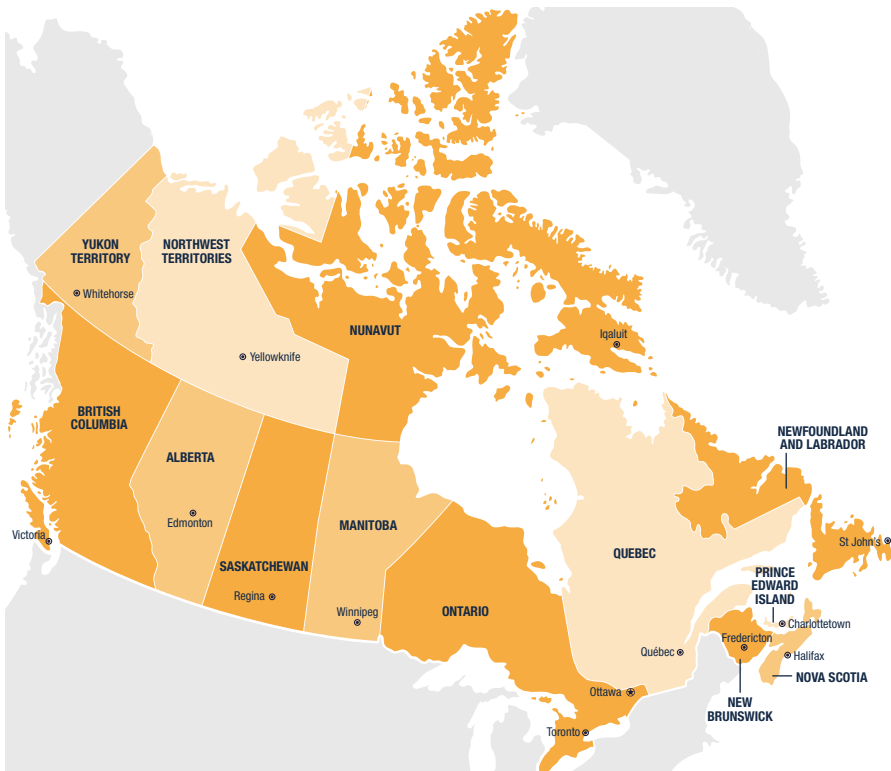 YUKON
TERRITORY
NORTHWEST
TERRITORIES
Whitehorse
NUNAVUT
Iqaluit
Yellowknife
BRITISH
COLUMBIA
NEWFOUNDLAND
AND LABRADOR
ALBERTA
Edmonton
MANITOBA
Victoria
St John's
QUEBEC
SASKATCHEWAN
PRINCE
EDWARD
ISLAND
Regina
Winnipeg
ONTARIO
Charlottetown
Fredericton
Québec
Halifax
NOVA SCOTIA
Ottawa
NEW
BRUNSWICK
Toronto